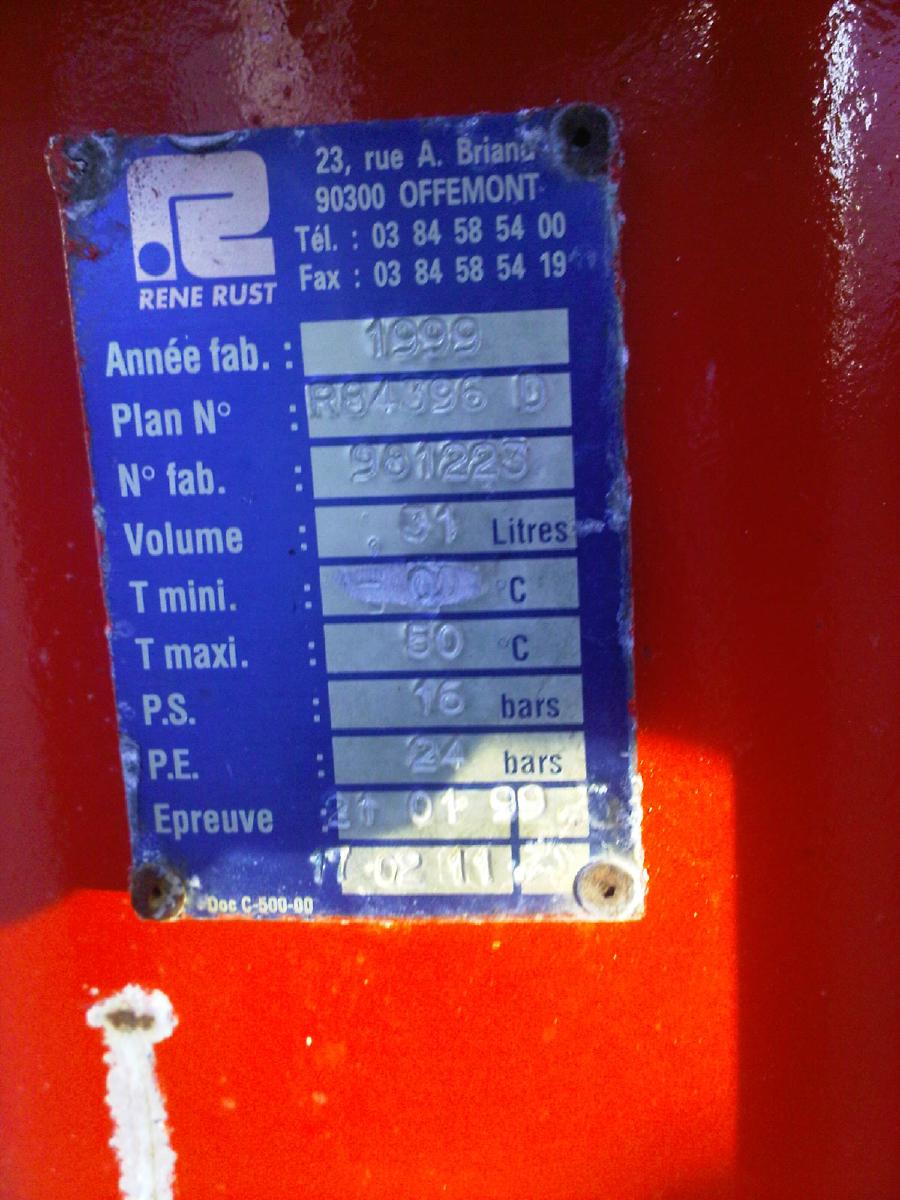 23, rue A. Briand
90300 OFFEMONT
Tél. : 03 84 58 54 00
Fax : 03 84 58 54 19
RENE RUST
Année fab. : 1999
Plan N° : R84396 D
N° fab. : 981223
Volume : 31 Litres
T mini. : °C
T maxi. : 50 °C
P.S. : 16 bars
P.E. : 24 bars
Epreuve : 21 01 99
17 02 11
Doc C-500-00